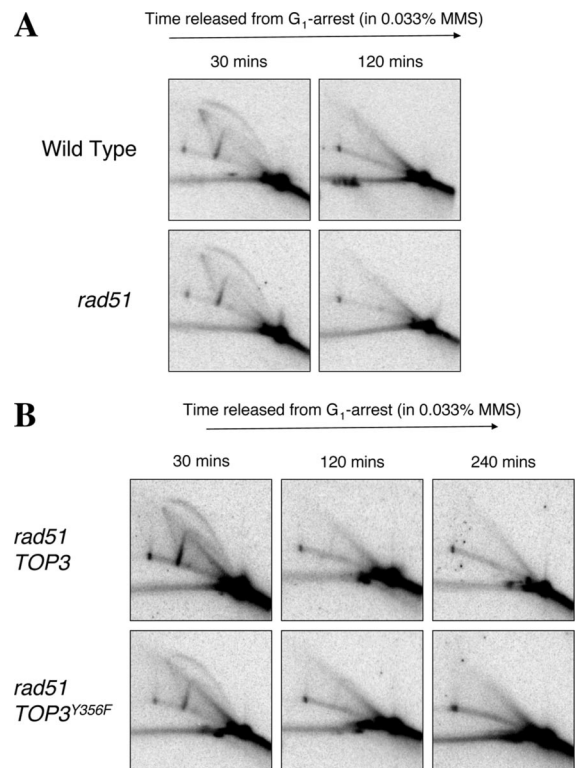 A
Time released from G₁-arrest (in 0.033% MMS)
30 mins 120 mins
Wild Type
rad51
B
Time released from G₁-arrest (in 0.033% MMS)
30 mins 120 mins 240 mins
rad51
TOP3
rad51
TOP3Y356F